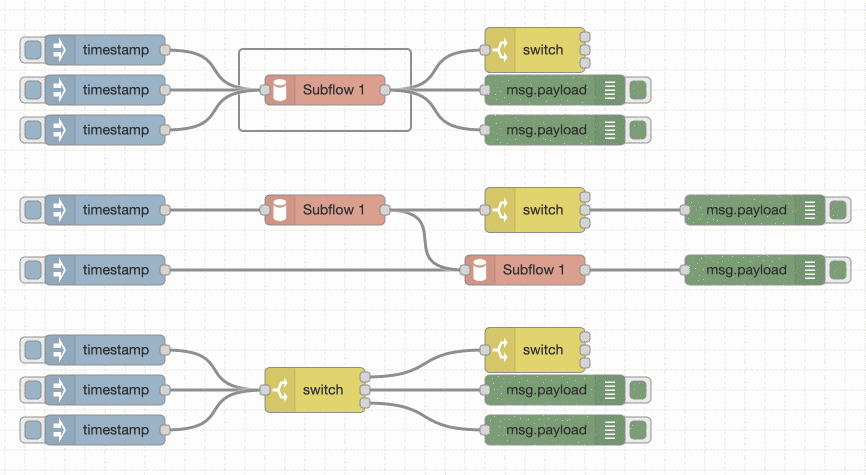 timestamp switch
timestamp Subflow 1 msg.payload
timestamp msg.payload
timestamp Subflow 1 switch msg.payload
timestamp Subflow 1 msg.payload
timestamp switch
timestamp switch msg.payload
timestamp msg.payload